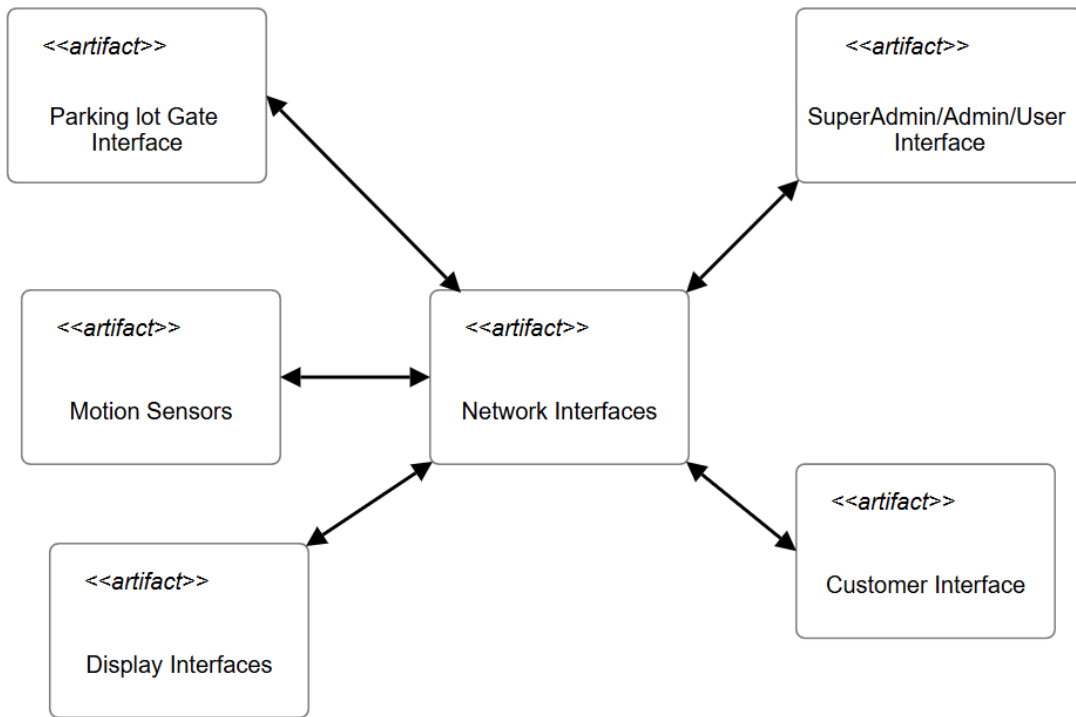 <<artifact>>
Parking lot Gate
Interface
<<artifact>>
SuperAdmin/Admin/User
Interface
<<artifact>>
Motion Sensors
<<artifact>>
Network Interfaces
<<artifact>>
Customer Interface
<<artifact>>
Display Interfaces